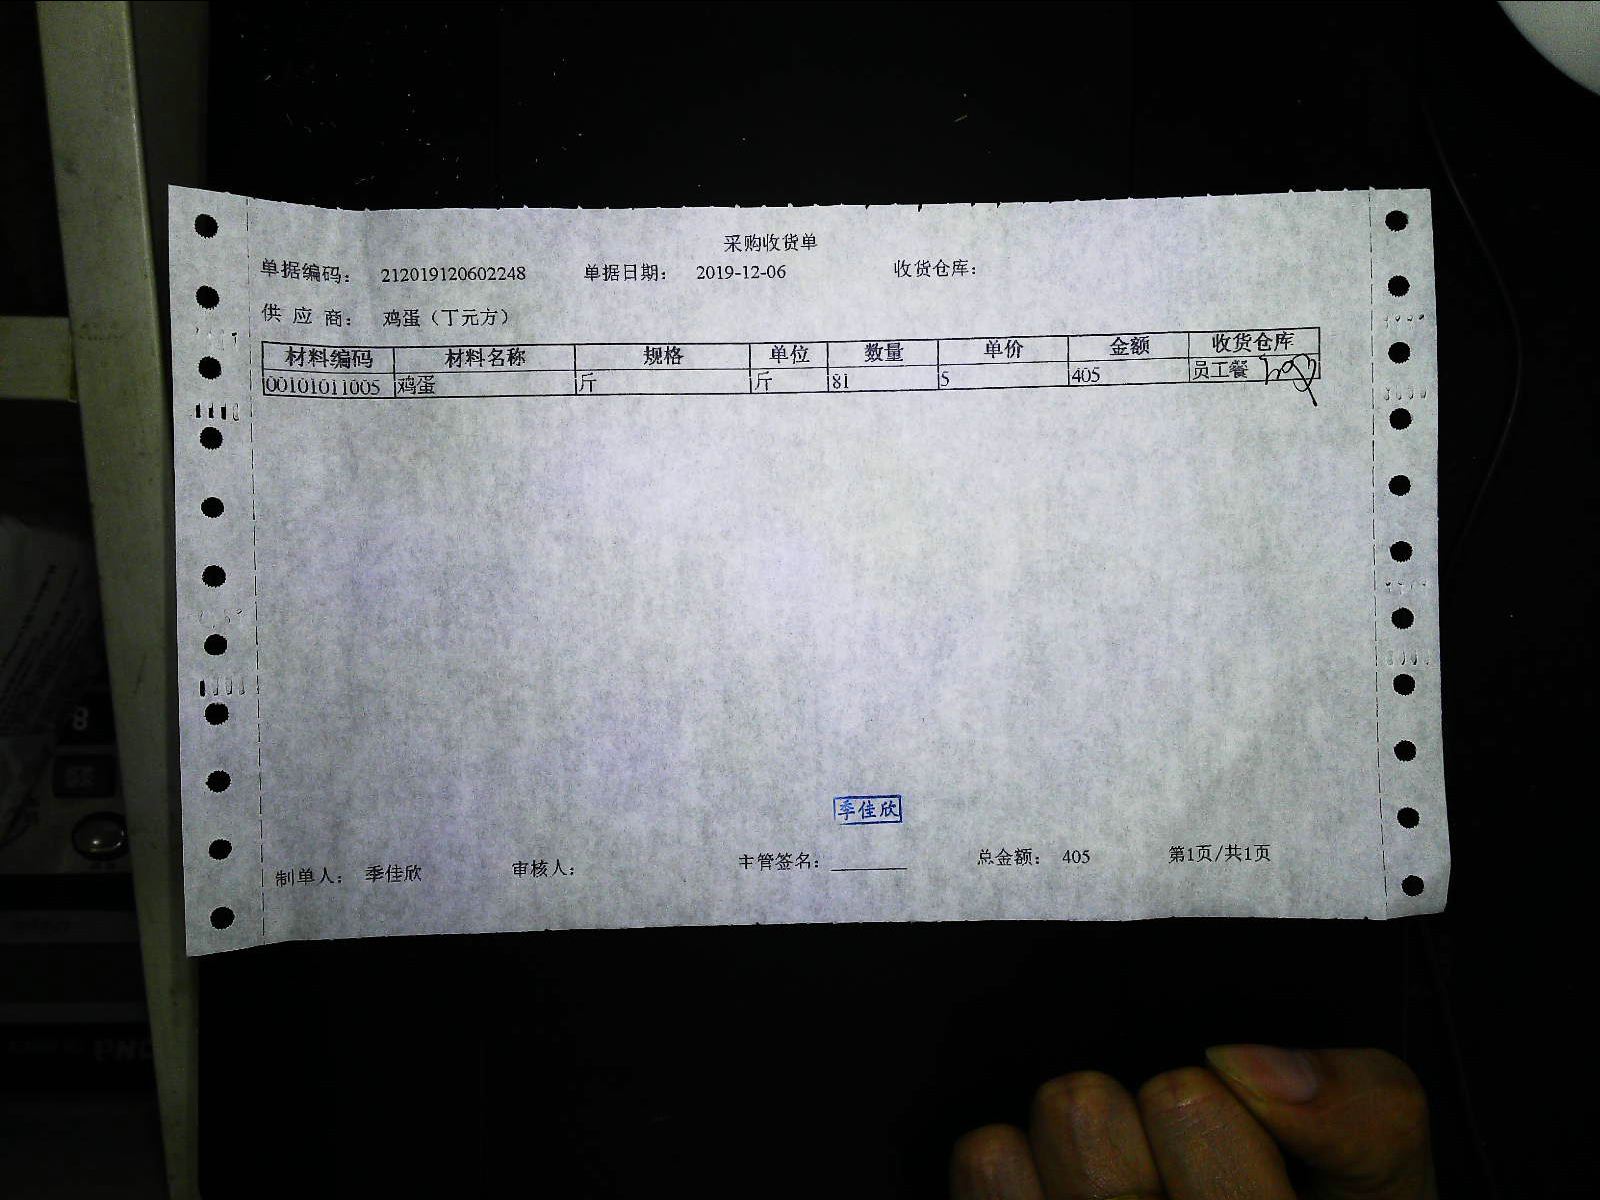 采购收货单
单据编码： 212019120602248 单据日期： 2019-12-06 收货仓库：
供 应 商： 鸡蛋（丁元方）
材料编码 材料名称 规格 单位 数量 单价 金额 收货仓库
00101011005 鸡蛋 斤 斤 81 5 405 员工餐
季佳欣
制单人： 季佳欣 审核人： 主管签名： 总金额： 405 第1页/共1页